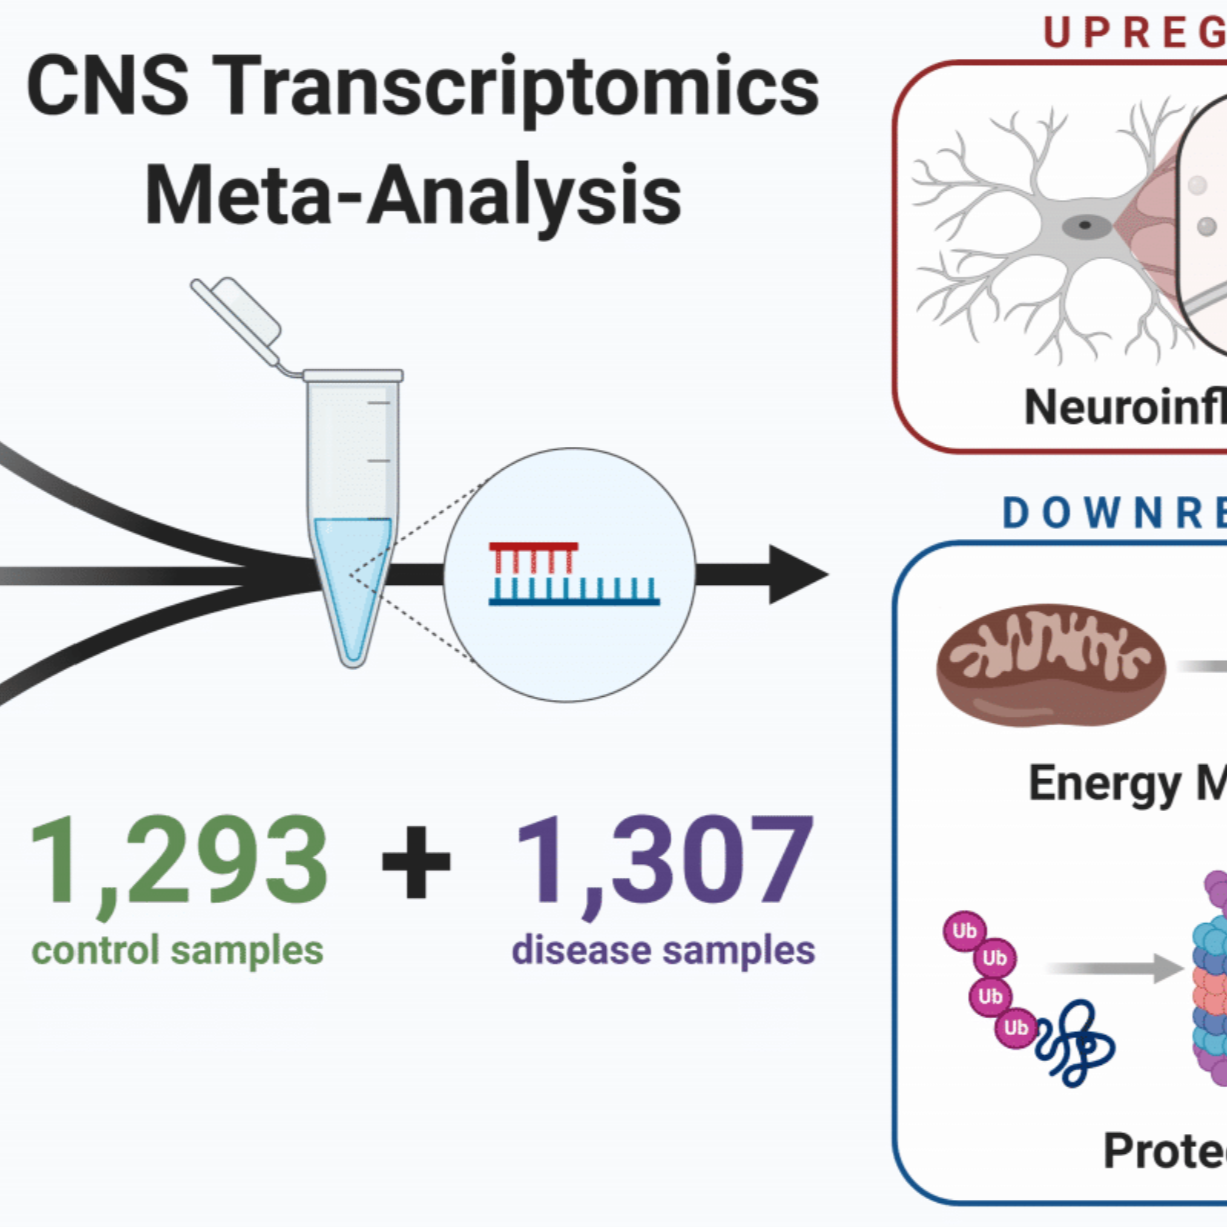 CNS Transcriptomics
Meta-Analysis
1,293 + 1,307
control samples
disease samples
UPREG
Neuroinfl
DOWNRE
Energy M
Ub
Ub
Ub
Ub
Prote